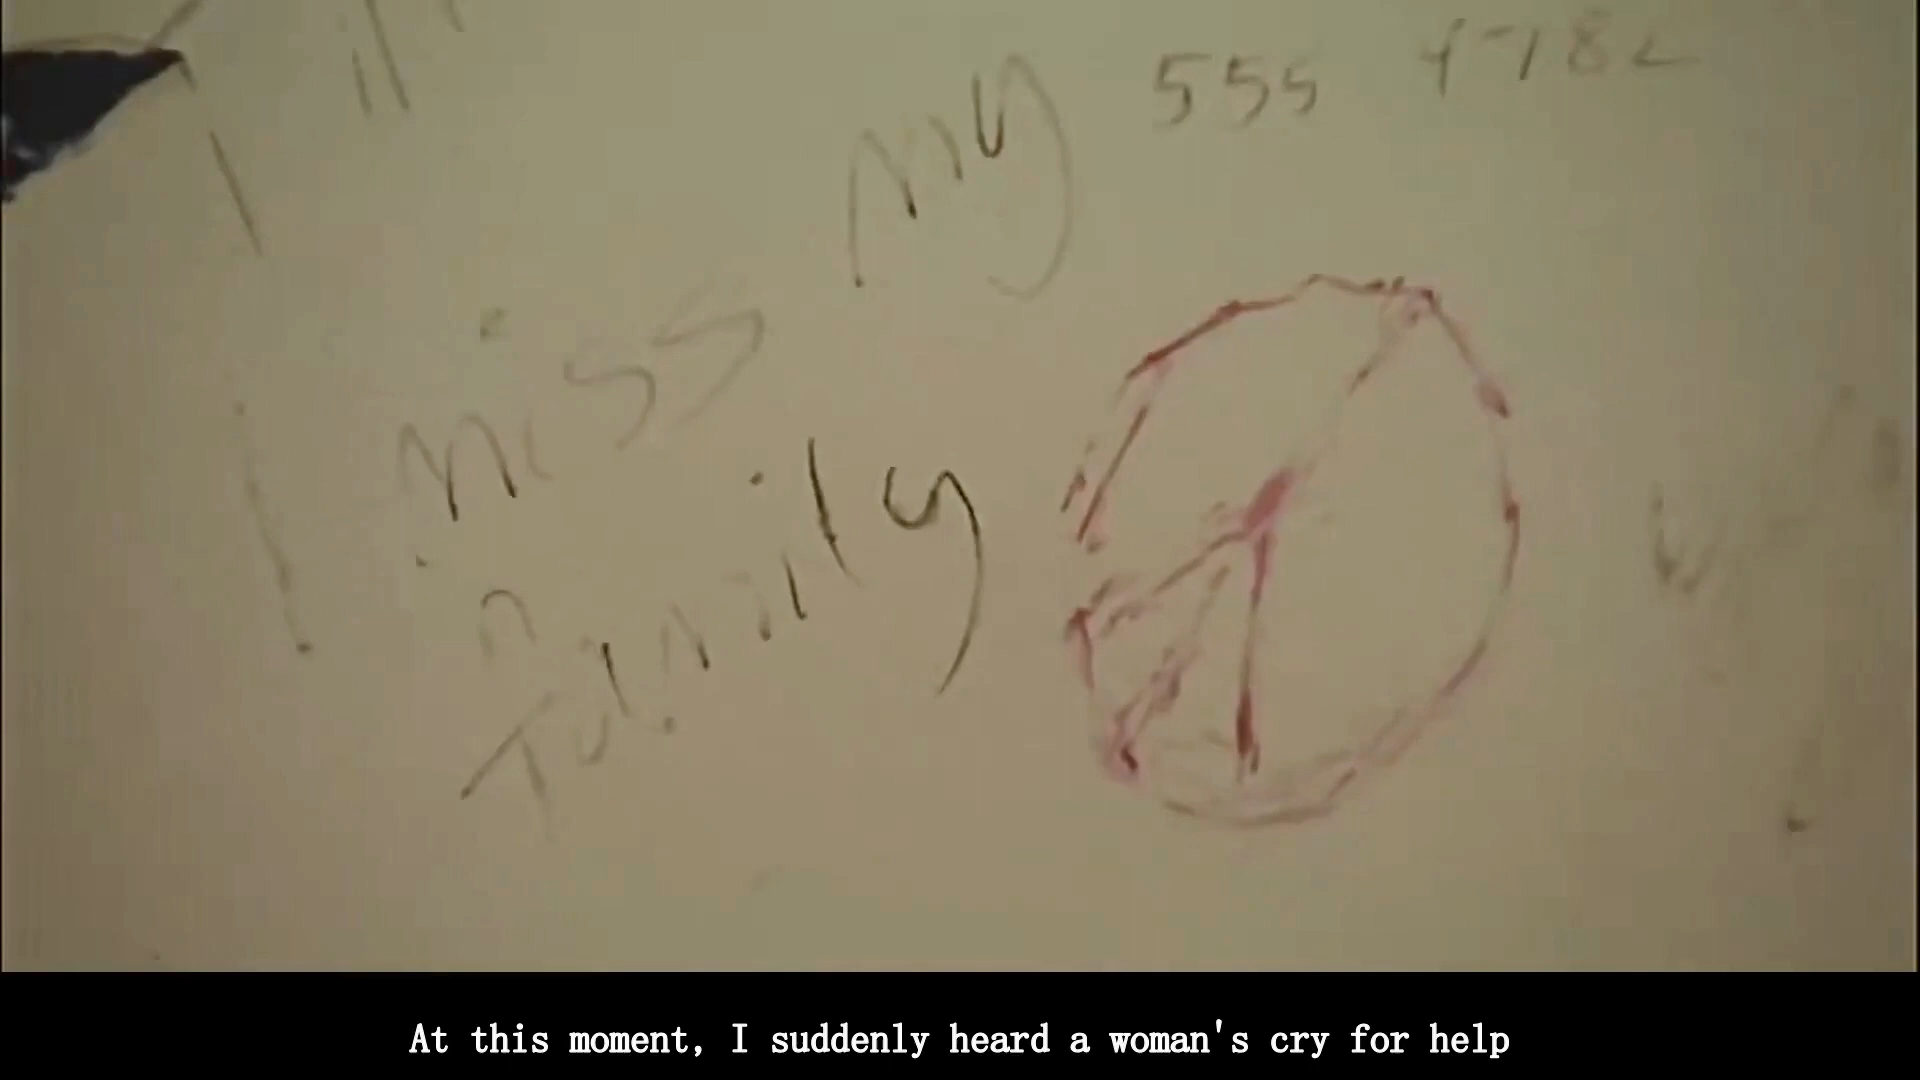 555
I miss my
family
At this moment, I suddenly heard a woman's cry for help